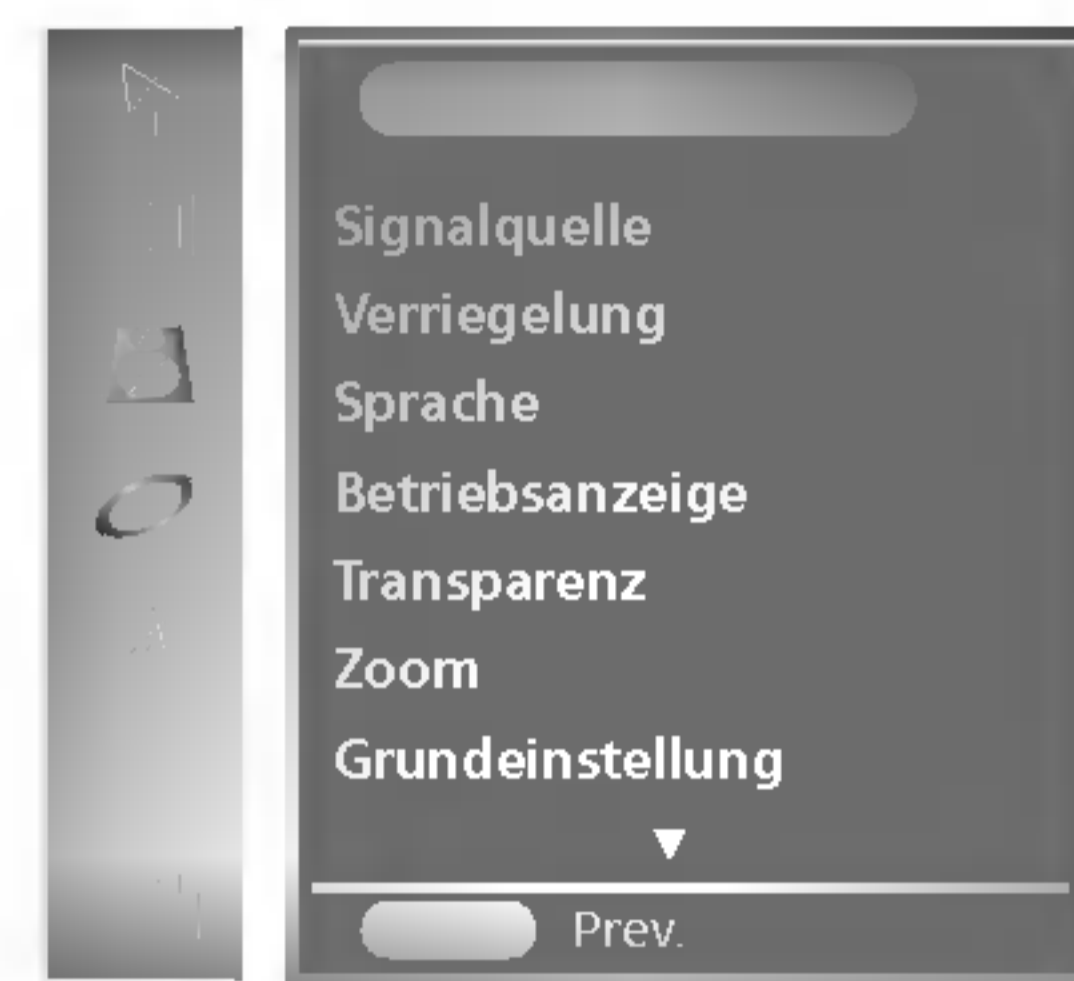 Signalquelle
Verriegelung
Sprache
Betriebsanzeige
Transparenz
Zoom
Grundeinstellung
Prev.